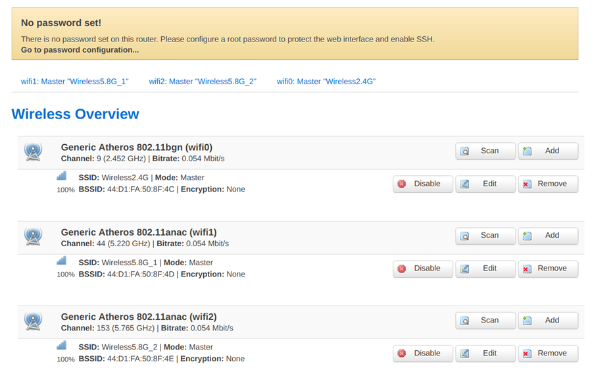 No password set!
There is no password set on this router. Please configure a root password to protect the web interface and enable SSH.
Go to password configuration...
wifi1: Master "Wireless5.8G_1" wifi2: Master "Wireless5.8G_2" wifi0: Master "Wireless2.4G"
Wireless Overview
Generic Atheros 802.11bgn (wifi0) Scan Add
Channel: 9 (2.452 GHz) | Bitrate: 0.054 Mbit/s
SSID: Wireless2.4G | Mode: Master Disable Edit Remove
100% BSSID: 44:D1:FA:50:8F:4C | Encryption: None
Generic Atheros 802.11anac (wifi1) Scan Add
Channel: 44 (5.220 GHz) | Bitrate: 0.054 Mbit/s
SSID: Wireless5.8G_1 | Mode: Master Disable Edit Remove
100% BSSID: 44:D1:FA:50:8F:4D | Encryption: None
Generic Atheros 802.11anac (wifi2) Scan Add
Channel: 153 (5.765 GHz) | Bitrate: 0.054 Mbit/s
SSID: Wireless5.8G_2 | Mode: Master Disable Edit Remove
100% BSSID: 44:D1:FA:50:8F:4E | Encryption: None